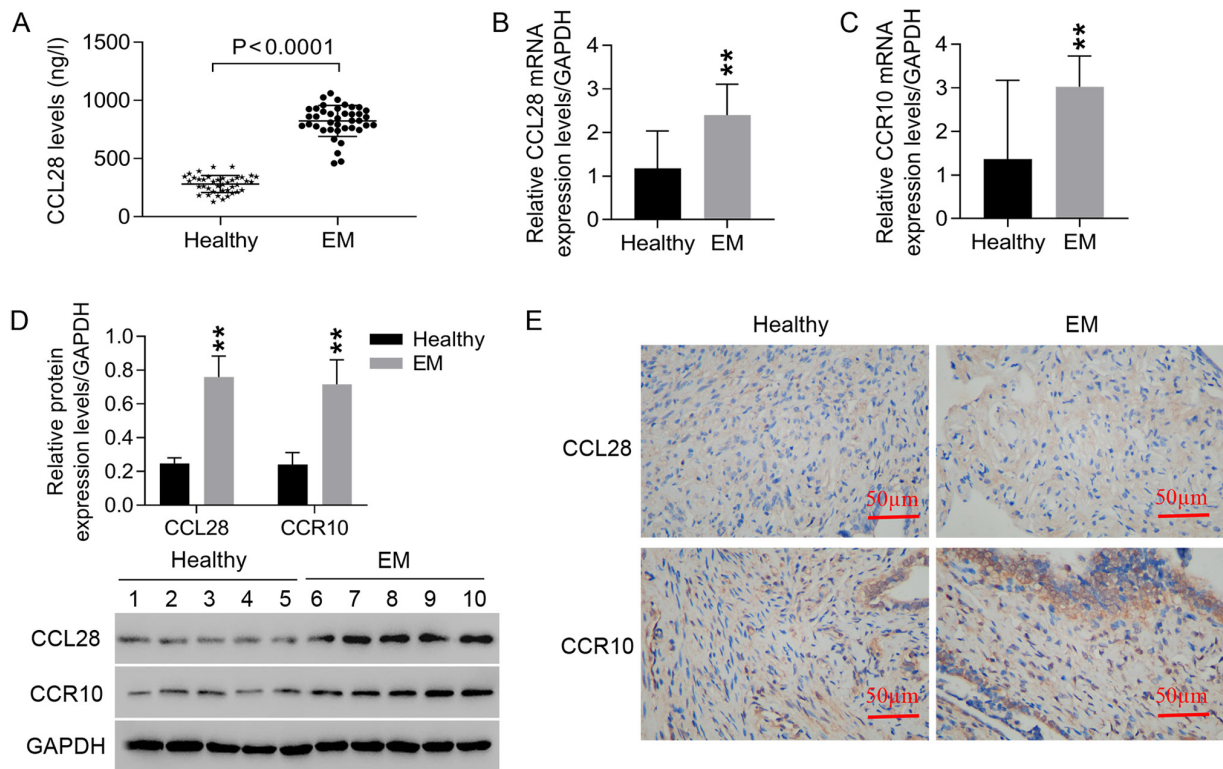 A
CCL28 levels (ng/l)
1500
1000
500
0
P<0.0001
Healthy
EM
B
Relative CCL28 mRNA
expression levels/GAPDH
4
3
2
1
0
**
Healthy
EM
C
Relative CCR10 mRNA
expression levels/GAPDH
4
3
2
1
0
**
Healthy
EM
D
Relative protein
expression levels/GAPDH
1.0
0.8
0.6
0.4
0.2
0.0
**
**
CCL28
CCR10
Healthy
EM
Healthy
EM
1 2 3 4 5 6 7 8 9 10
CCL28
CCR10
GAPDH
E
Healthy
EM
CCL28
50µm
50µm
CCR10
50µm
50µm